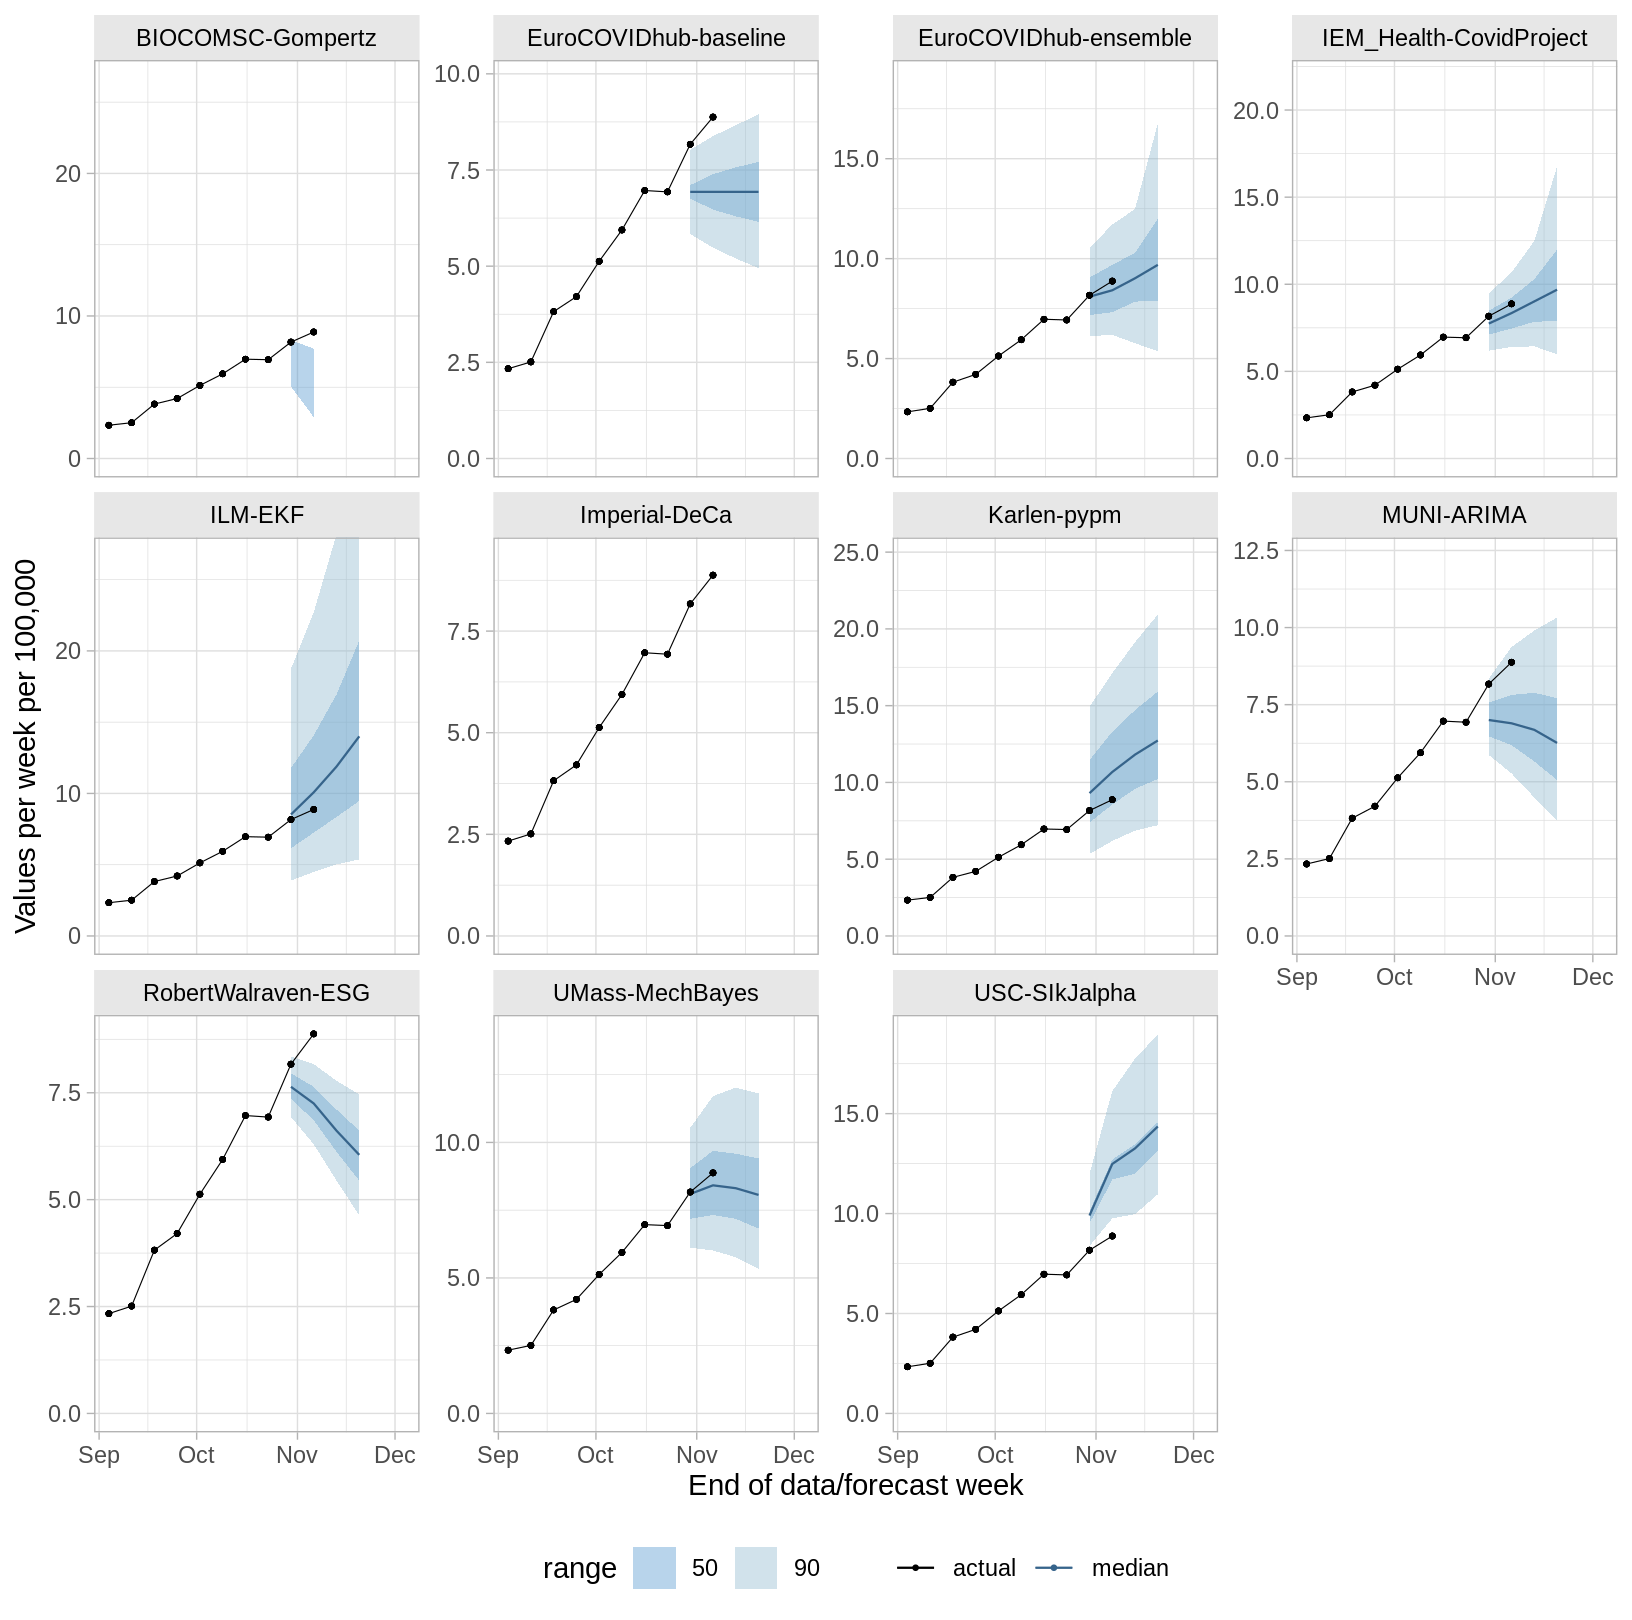 BIOCOMSC-Gompertz
EuroCOVIDhub-baseline
EuroCOVIDhub-ensemble
IEM_Health-CovidProject
20
10
0
10.0
7.5
5.0
2.5
0.0
15.0
10.0
5.0
0.0
20.0
15.0
10.0
5.0
0.0
ILM-EKF
Imperial-DeCa
Karlen-pypm
MUNI-ARIMA
20
10
0
7.5
5.0
2.5
0.0
25.0
20.0
15.0
10.0
5.0
0.0
12.5
10.0
7.5
5.0
2.5
0.0
Sep Oct Nov Dec
Values per week per 100,000
RobertWalraven-ESG
UMass-MechBayes
USC-SIkJalpha
7.5
5.0
2.5
0.0
10.0
5.0
0.0
15.0
10.0
5.0
0.0
Sep Oct Nov Dec
Sep Oct Nov Dec
Sep Oct Nov Dec
End of data/forecast week
range 50 90 actual median